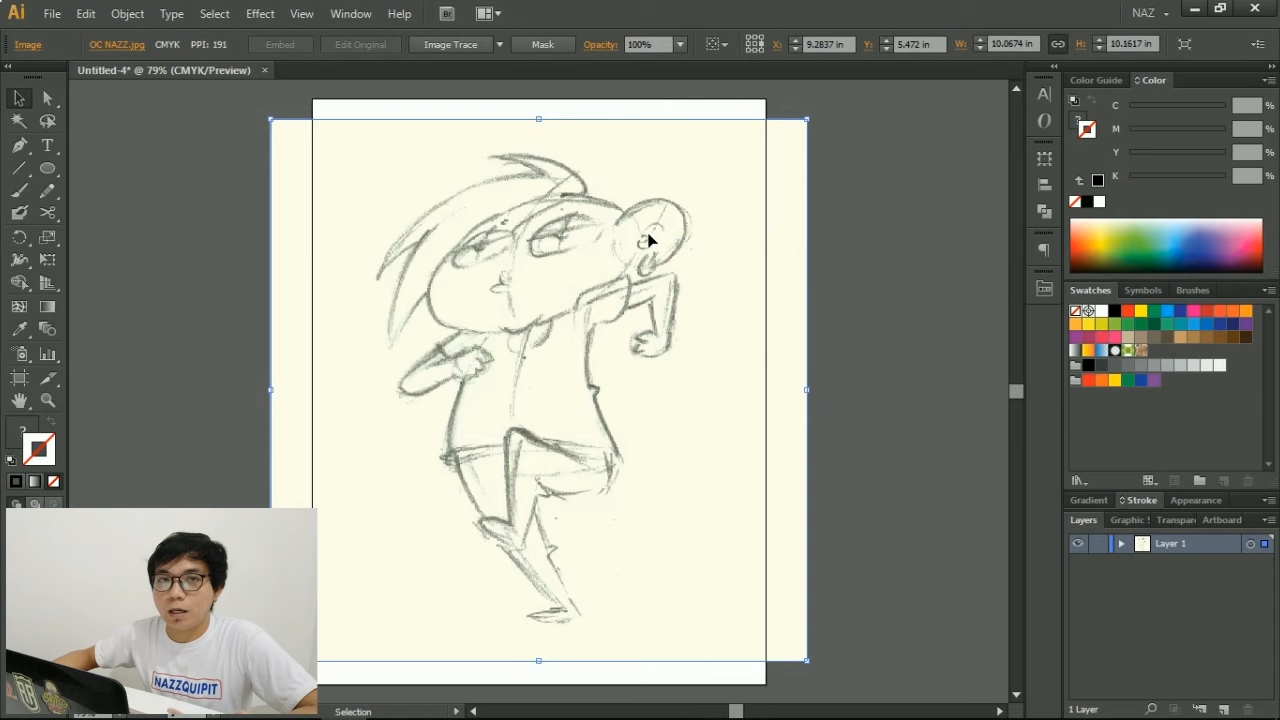 Ai File Edit Object Type Select Effect View Window Help Br NAZ
Image OC NAZZ.jpg CMYK PPI: 191 Embed Edit Original Image Trace Mask Opacity: 100% X: 9.2837 in Y: 5.472 in W: 10.0674 in H: 10.1617 in
Untitled-4* @ 79% (CMYK/Preview)
Color Guide Color
C %
M %
Y %
K %
Swatches Symbols Brushes
Gradient Stroke Appearance
Layers Graphic Transpar Artboard
Layer 1
NAZZQUIPIT
Selection
1 Layer